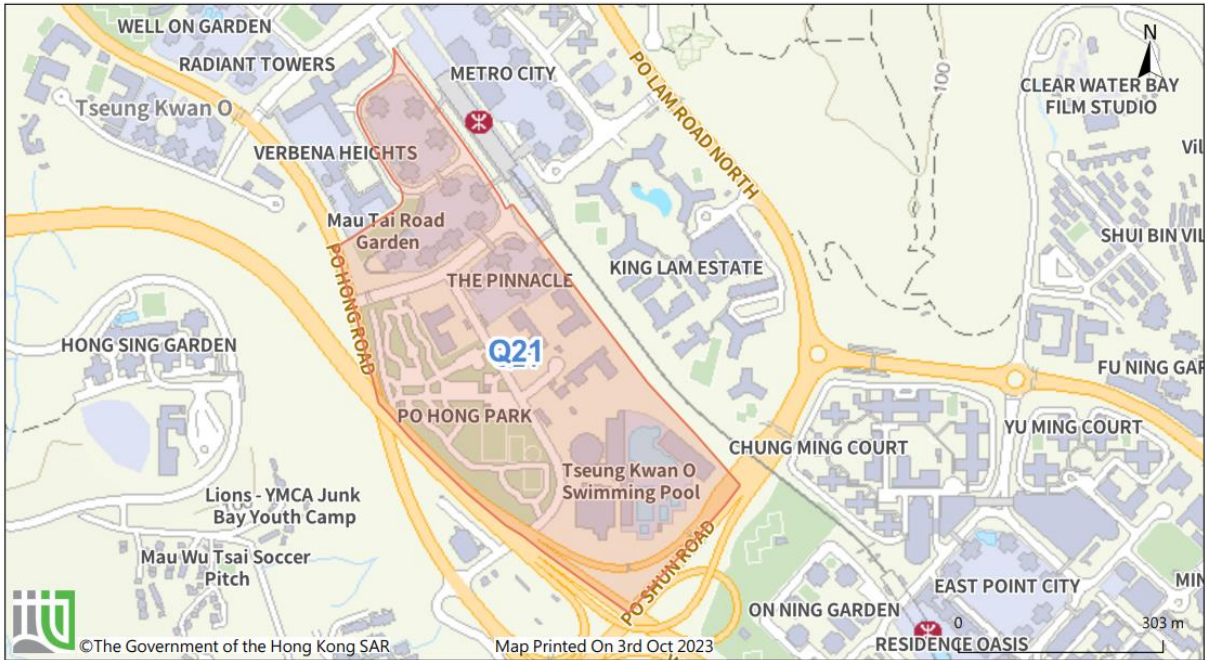 WELL ON GARDEN
RADIANT TOWERS
METRO CITY
PO LAM ROAD NORTH
100
N
CLEAR WATER BAY
FILM STUDIO
Tseung Kwan O
VERBENA HEIGHTS
Vil
Mau Tai Road
Garden
SHUI BIN VIL
PO HONG ROAD
THE PINNACLE
KING LAM ESTATE
HONG SING GARDEN
Q21
FU NING GAR
PO HONG PARK
CHUNG MING COURT
YU MING COURT
Tseung Kwan O
Swimming Pool
Lions - YMCA Junk
Bay Youth Camp
Mau Wu Tsai Soccer
Pitch
PO SHUN ROAD
EAST POINT CITY
MIN
ON NING GARDEN
0
303 m
RESIDENCE OASIS
©The Government of the Hong Kong SAR
Map Printed On 3rd Oct 2023